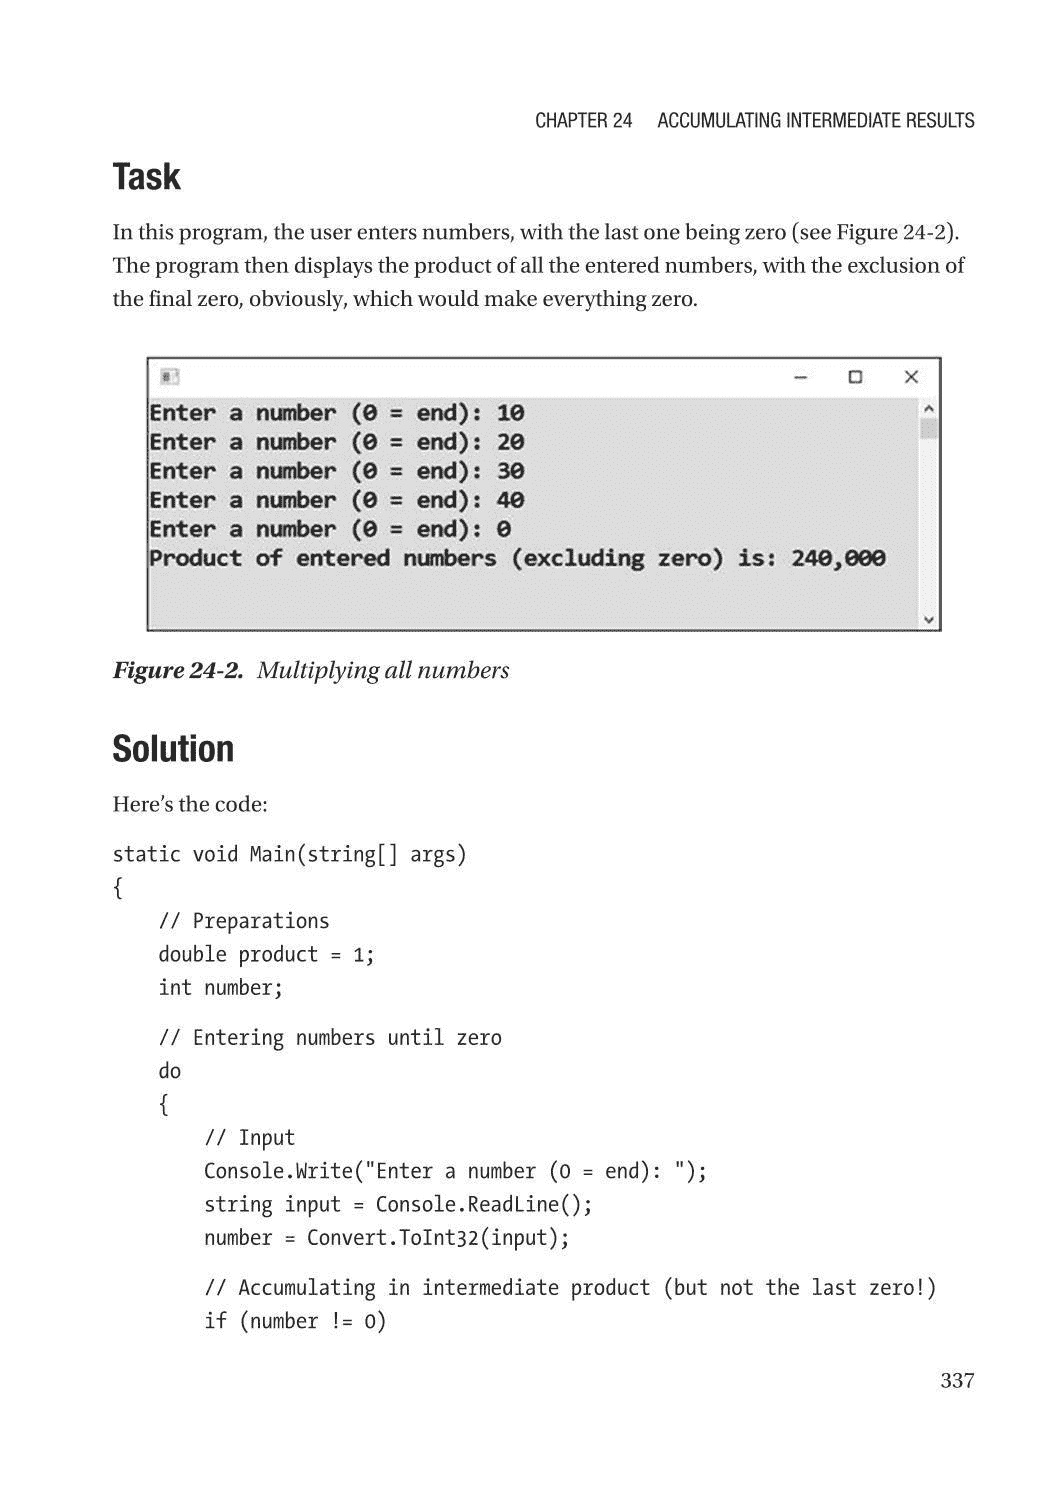 CHAPTER 24 ACCUMULATING INTERMEDIATE RESULTS
Task
In this program, the user enters numbers, with the last one being zero (see Figure 24-2).
The program then displays the product of all the entered numbers, with the exclusion of
the final zero, obviously, which would make everything zero.
Enter a number (0 = end): 10
Enter a number (0 = end): 20
Enter a number (0 = end): 30
Enter a number (0 = end): 40
Enter a number (0 = end): 0
Product of entered numbers (excluding zero) is: 240,000
Figure 24-2. Multiplying all numbers
Solution
Here's the code:
static void Main(string[] args)
{
// Preparations
double product = 1;
int number;
// Entering numbers until zero
do
{
// Input
Console.Write("Enter a number (0 = end): ");
string input = Console.ReadLine();
number = Convert.ToInt32(input);
// Accumulating in intermediate product (but not the last zero!)
if (number != 0)
337